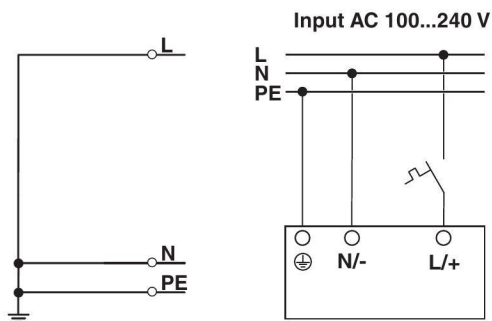 Input AC 100...240 V
L
N
PE
L
N
PE
N/-
L/+